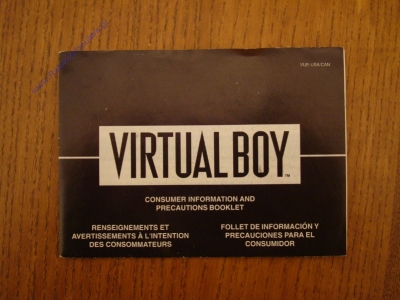 VUE-USA/CAN
VIRTUAL BOY
TM
CONSUMER INFORMATION AND
PRECAUTIONS BOOKLET
RENSEIGNEMENTS ET
AVERTISSEMENTS À L'INTENTION
DES CONSOMMATEURS
FOLLET DE INFORMACIÓN Y
PRECAUCIONES PARA EL
CONSUMIDOR